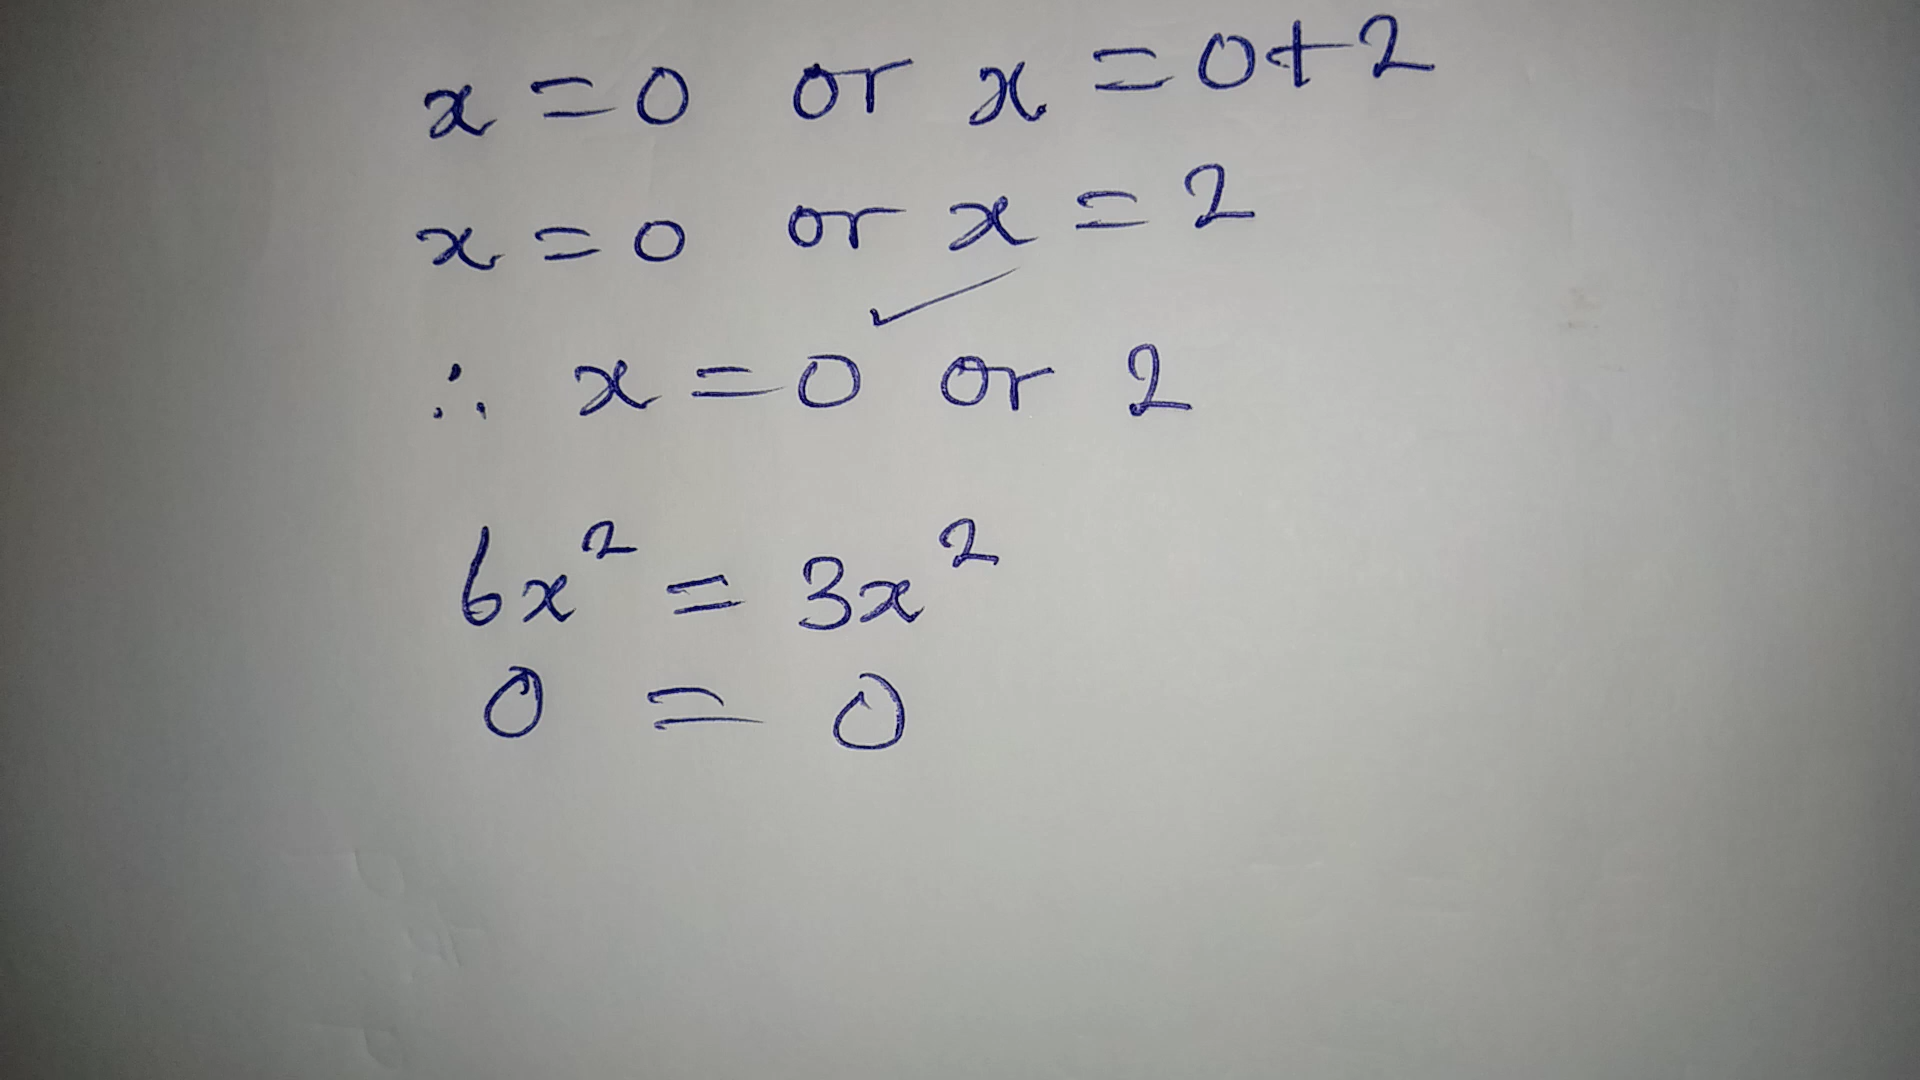 x = 0 or x = 0+2
x = 0 or x = 2
∴ x = 0 ✓ or 2
6x² = 3x²
0 = 0